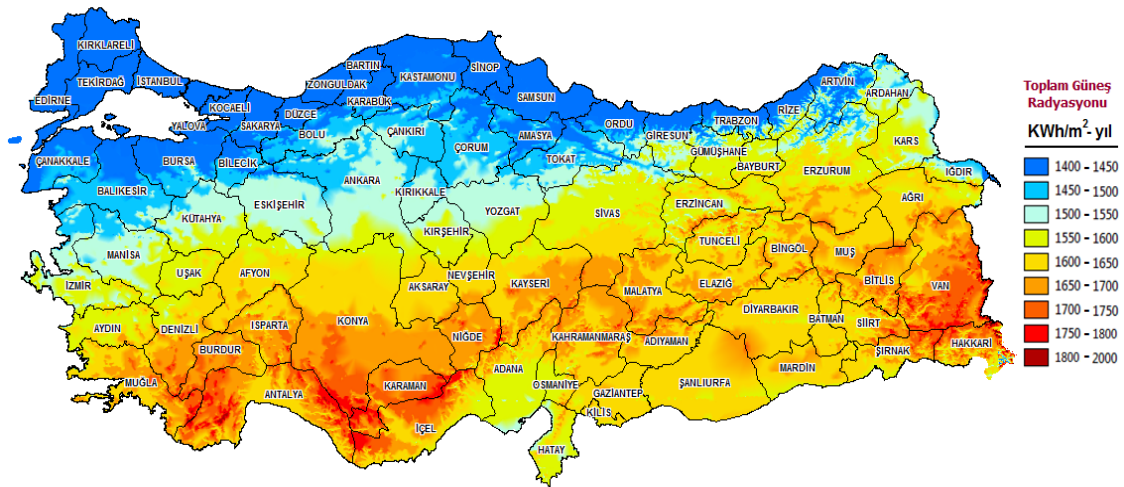 KIRKLARELİ
TEKİRDAĞ
İSTANBUL
EDİRNE
KOCAELİ
YALOVA
SAKARYA
DÜZCE
BOLU
ZONGULDAK
BARTIN
KARABÜK
KASTAMONU
SİNOP
SAMSUN
ÇANKIRI
ÇORUM
AMASYA
TOKAT
ORDU
GİRESUN
TRABZON
RİZE
ARTVİN
ARDAHAN
GÜMÜŞHANE
BAYBURT
ERZURUM
KARS
IĞDIR
AĞRI
ÇANAKKALE
BURSA
BİLECİK
BALIKESİR
KÜTAHYA
ESKİŞEHİR
ANKARA
KIRIKKALE
YOZGAT
KIRŞEHİR
SİVAS
ERZİNCAN
TUNCELİ
BİNGÖL
MUŞ
BİTLİS
VAN
MANİSA
İZMİR
UŞAK
AFYON
NEVŞEHİR
AKSARAY
KAYSERİ
MALATYA
ELAZIĞ
DİYARBAKIR
BATMAN
SİİRT
ŞIRNAK
HAKKARİ
AYDIN
DENİZLİ
ISPARTA
BURDUR
KONYA
NİĞDE
KAHRAMANMARAŞ
ADIYAMAN
MARDİN
MUĞLA
ANTALYA
KARAMAN
İÇEL
ADANA
OSMANİYE
GAZİANTEP
KİLİS
ŞANLIURFA
HATAY
Toplam Güneş
Radyasyonu
KWh/m²- yıl
1400 - 1450
1450 - 1500
1500 - 1550
1550 - 1600
1600 - 1650
1650 - 1700
1700 - 1750
1750 - 1800
1800 - 2000